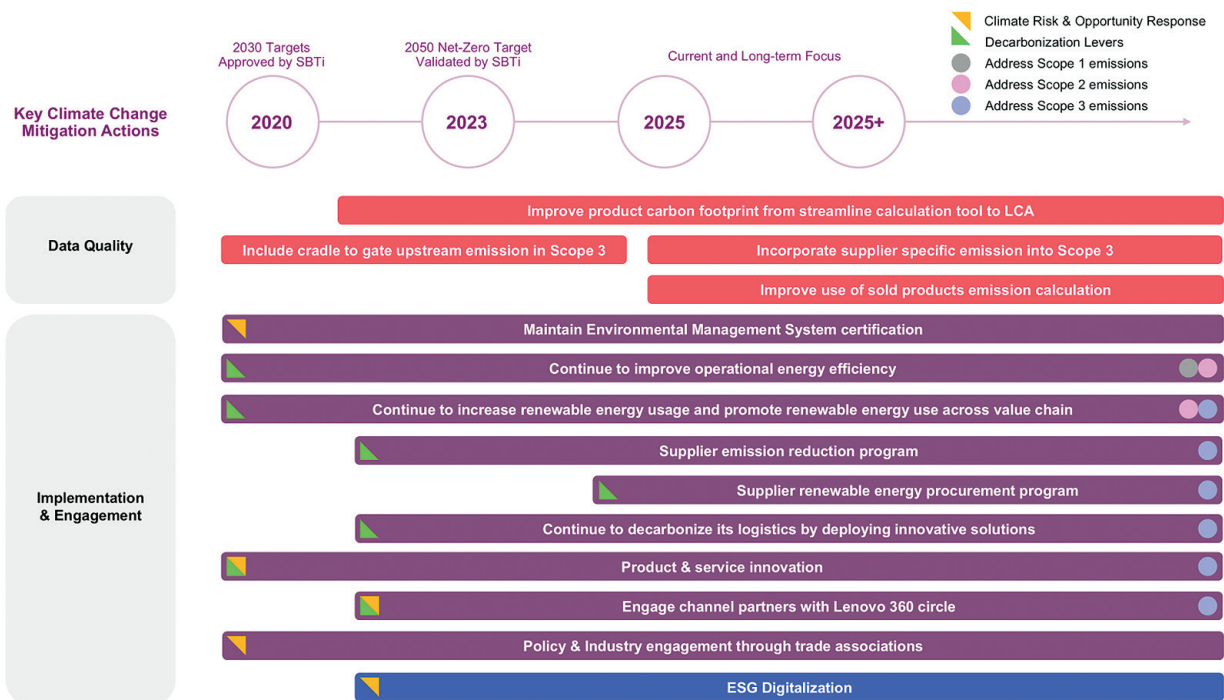 Climate Risk & Opportunity Response
Decarbonization Levers
Address Scope 1 emissions
Address Scope 2 emissions
Address Scope 3 emissions
2030 Targets
Approved by SBTi
2050 Net-Zero Target
Validated by SBTi
Current and Long-term Focus
Key Climate Change
Mitigation Actions
2020
2023
2025
2025+
Data Quality
Improve product carbon footprint from streamline calculation tool to LCA
Include cradle to gate upstream emission in Scope 3
Incorporate supplier specific emission into Scope 3
Improve use of sold products emission calculation
Implementation
& Engagement
Maintain Environmental Management System certification
Continue to improve operational energy efficiency
Continue to increase renewable energy usage and promote renewable energy use across value chain
Supplier emission reduction program
Supplier renewable energy procurement program
Continue to decarbonize its logistics by deploying innovative solutions
Product & service innovation
Engage channel partners with Lenovo 360 circle
Policy & Industry engagement through trade associations
ESG Digitalization